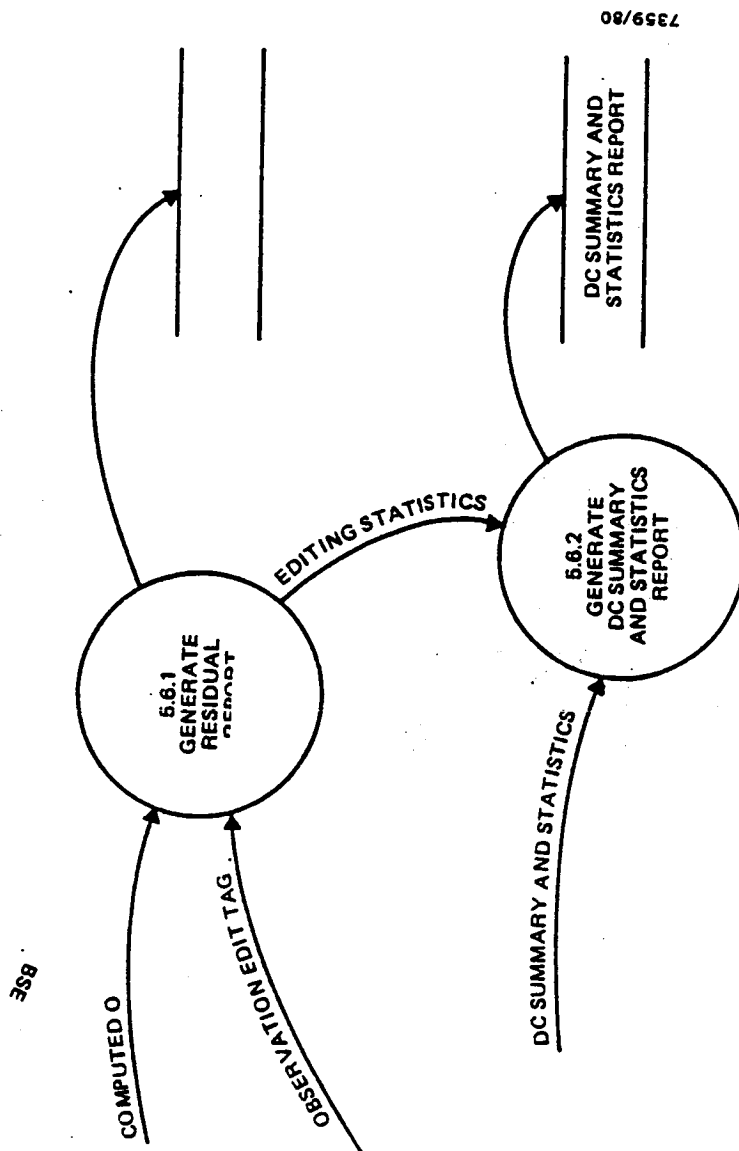 7359/80
COMPUTED O
BSE
OBSERVATION EDIT TAG
5.6.1
GENERATE
RESIDUAL
REPORT
EDITING STATISTICS
DC SUMMARY AND STATISTICS
5.6.2
GENERATE
DC SUMMARY
AND STATISTICS
REPORT
DC SUMMARY AND
STATISTICS REPORT